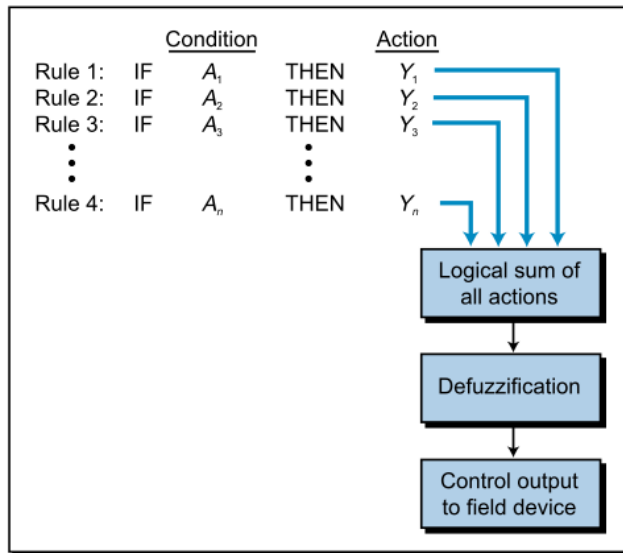 Condition Action
Rule 1: IF A₁ THEN Y₁
Rule 2: IF A₂ THEN Y₂
Rule 3: IF A₃ THEN Y₃
Rule 4: IF Aₙ THEN Yₙ
Logical sum of
all actions
Defuzzification
Control output
to field device